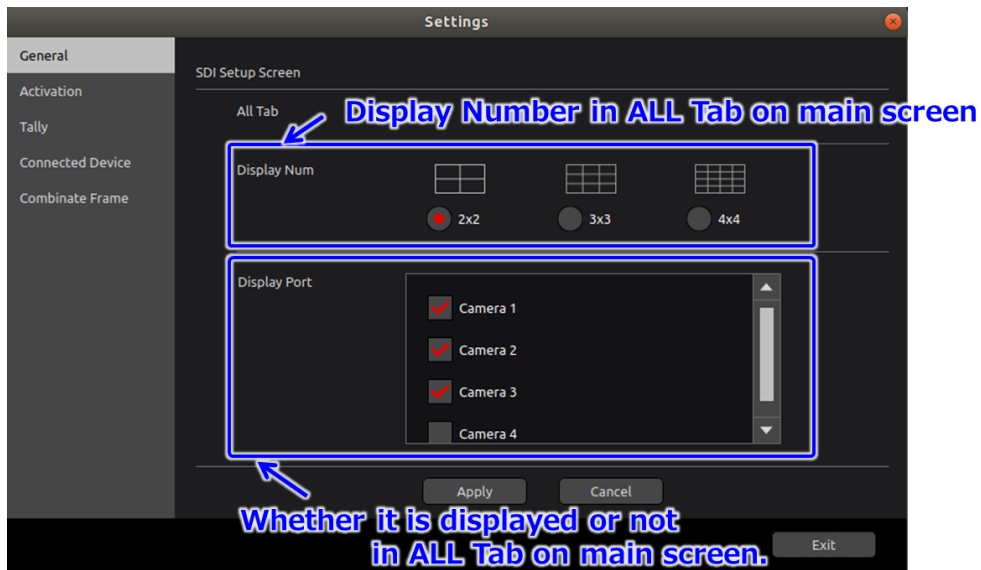 Settings
General
Activation
Tally
Connected Device
Combinate Frame
SDI Setup Screen
All Tab
Display Number in ALL Tab on main screen
Display Num
2x2 3x3 4x4
Display Port
Camera 1
Camera 2
Camera 3
Camera 4
Apply Cancel
Whether it is displayed or not
in ALL Tab on main screen.
Exit